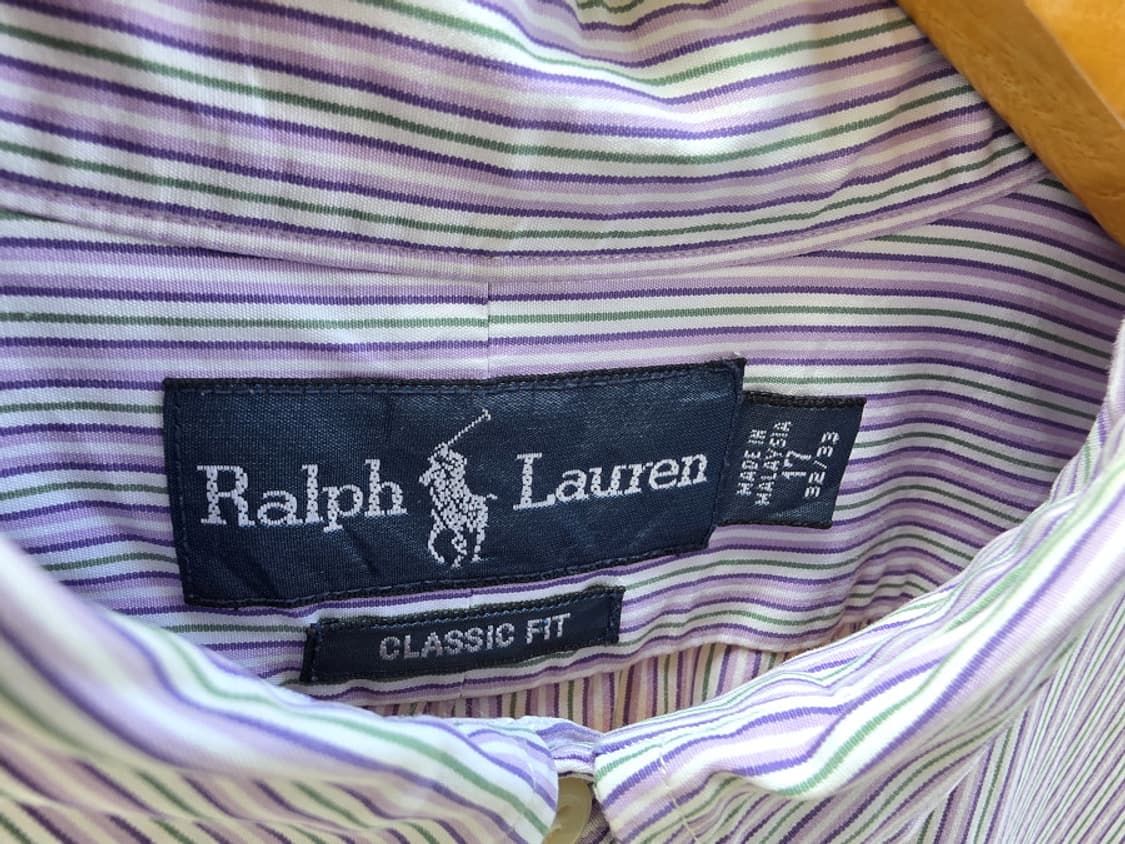 Ralph Lauren
MADE IN
MALAYSIA
17
32/33
CLASSIC FIT